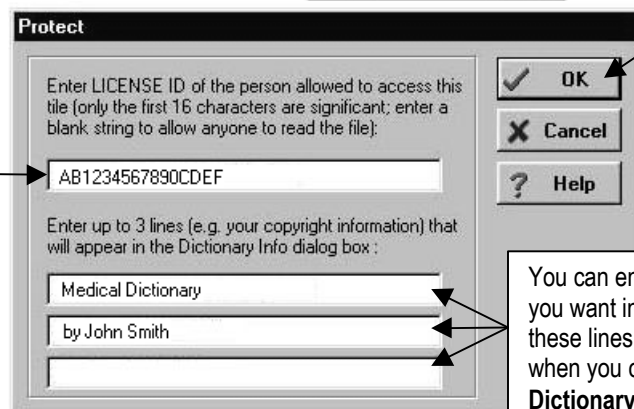 Protect
Enter LICENSE ID of the person allowed to access this
tile (only the first 16 characters are significant; enter a
blank string to allow anyone to read the file):
AB1234567890CDEF
Enter up to 3 lines (e.g. your copyright information) that
will appear in the Dictionary Info dialog box :
Medical Dictionary
by John Smith
OK
Cancel
? Help
You can
you want
these lines
when you
Dictionary